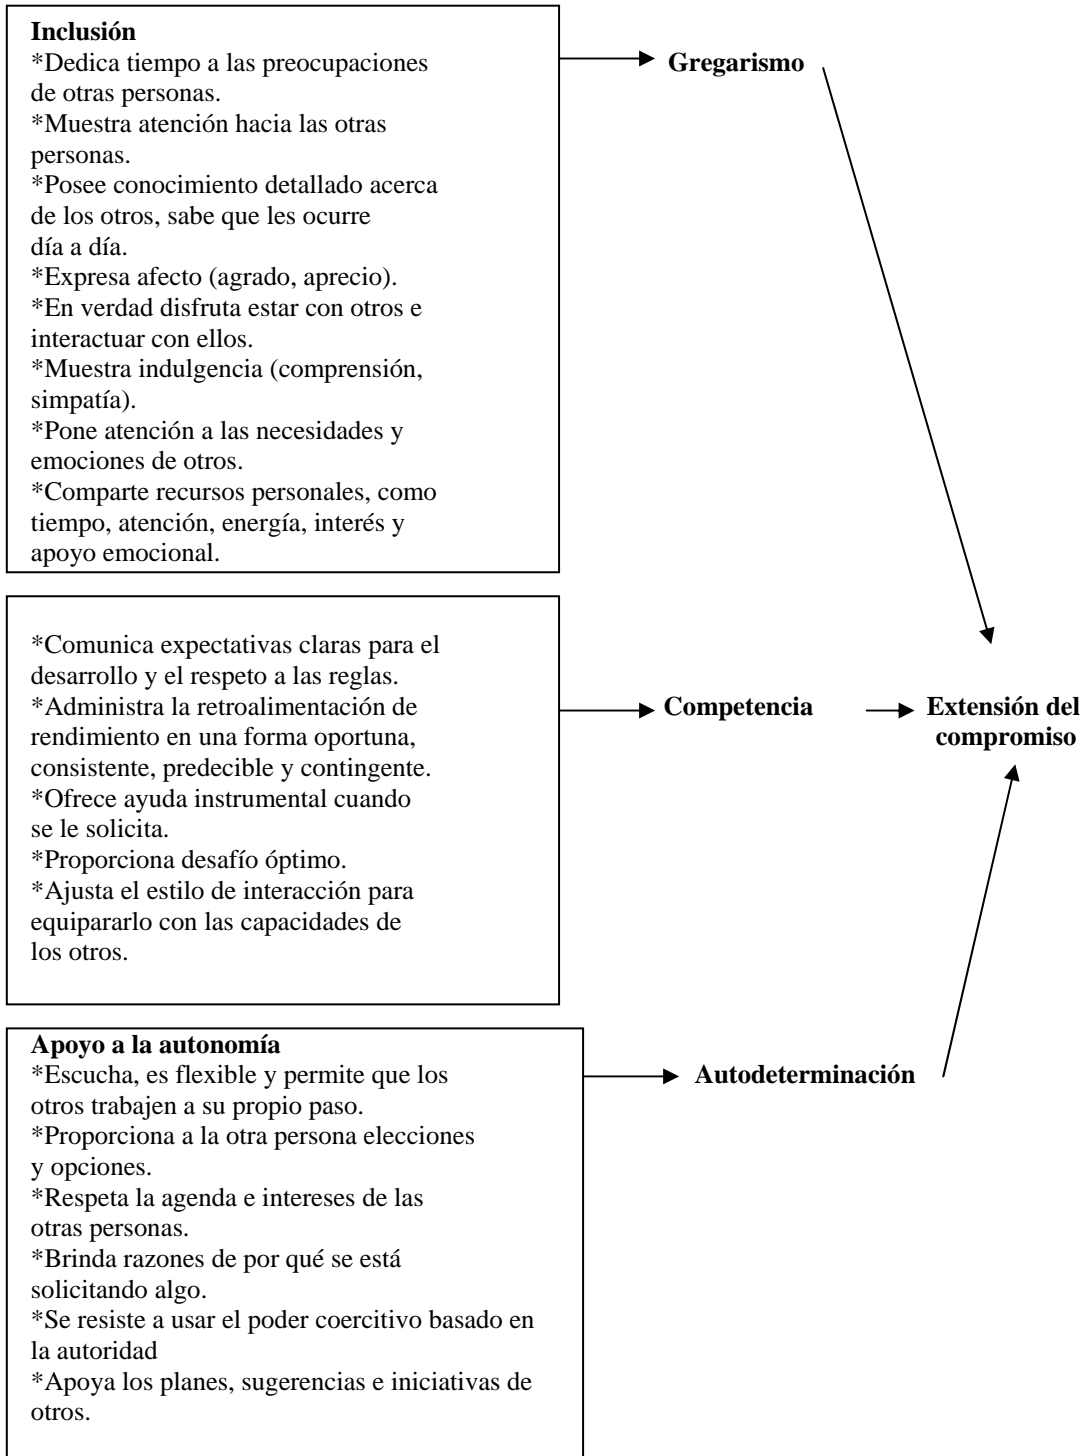 Inclusión
*Dedica tiempo a las preocupaciones
de otras personas.
*Muestra atención hacia las otras
personas.
*Posee conocimiento detallado acerca
de los otros, sabe que les ocurre
día a día.
*Expresa afecto (agrado, aprecio).
*En verdad disfruta estar con otros e
interactuar con ellos.
*Muestra indulgencia (comprensión,
simpatía).
*Pone atención a las necesidades y
emociones de otros.
*Comparte recursos personales, como
tiempo, atención, energía, interés y
apoyo emocional.
Gregarismo
*Comunica expectativas claras para el
desarrollo y el respeto a las reglas.
*Administra la retroalimentación de
rendimiento en una forma oportuna,
consistente, predecible y contingente.
*Ofrece ayuda instrumental cuando
se le solicita.
*Proporciona desafío óptimo.
*Ajusta el estilo de interacción para
equipararlo con las capacidades de
los otros.
Competencia
Extensión del
compromiso
Apoyo a la autonomía
*Escucha, es flexible y permite que los
otros trabajen a su propio paso.
*Proporciona a la otra persona elecciones
y opciones.
*Respeta la agenda e intereses de las
otras personas.
*Brinda razones de por qué se está
solicitando algo.
*Se resiste a usar el poder coercitivo basado en
la autoridad
*Apoya los planes, sugerencias e iniciativas de
otros.
Autodeterminación